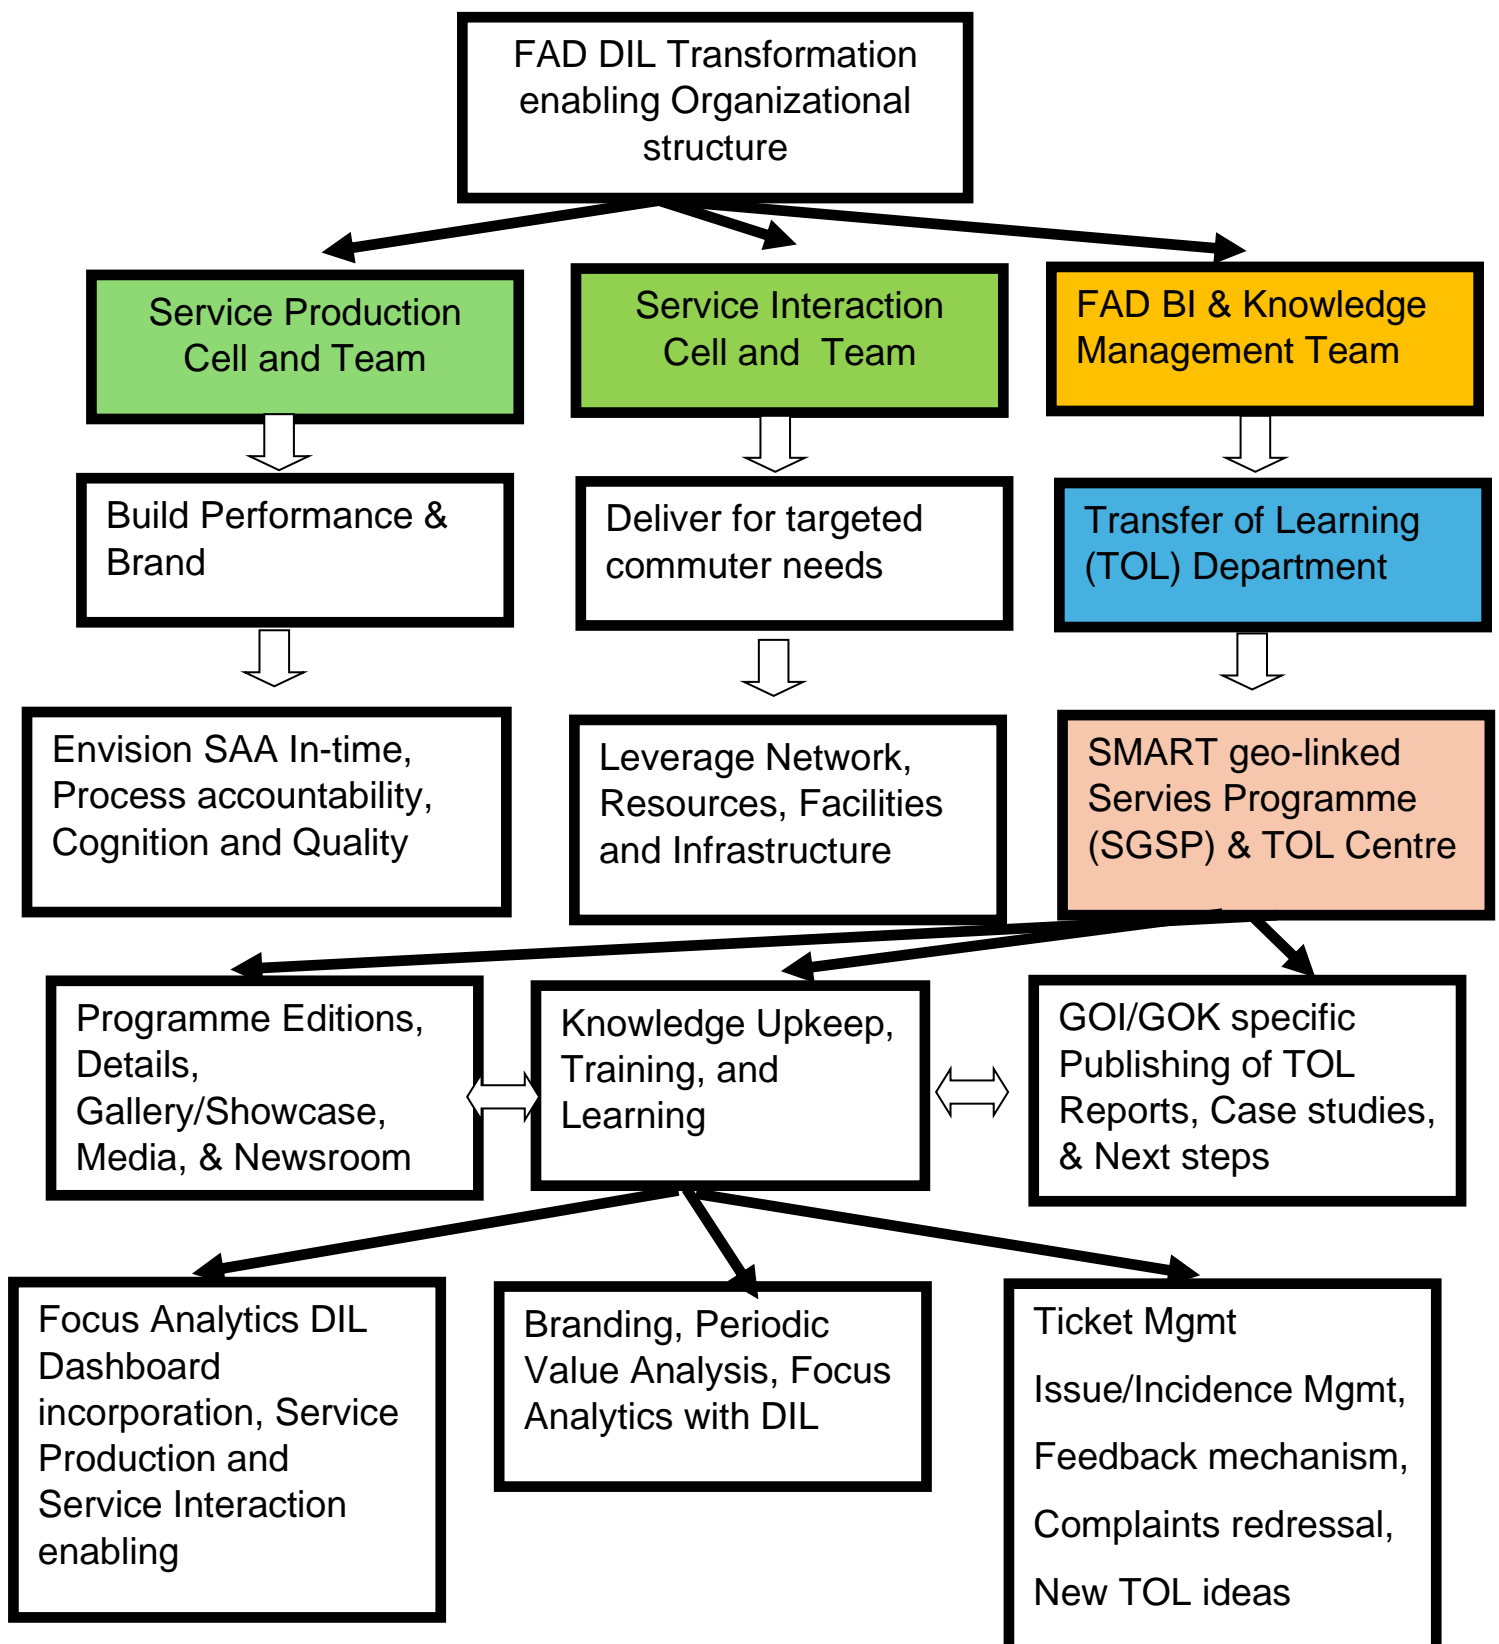 FAD DIL Transformation
enabling Organizational
structure
Service Production
Cell and Team
Service Interaction
Cell and  Team
FAD BI & Knowledge
Management Team
Build Performance &
Brand
Deliver for targeted
commuter needs
Transfer of Learning
(TOL) Department
Envision SAA In-time,
Process accountability,
Cognition and Quality
Leverage Network,
Resources, Facilities
and Infrastructure
SMART geo-linked
Servies Programme
(SGSP) & TOL Centre
Programme Editions,
Details,
Gallery/Showcase,
Media, & Newsroom
Knowledge Upkeep,
Training, and
Learning
GOI/GOK specific
Publishing of TOL
Reports, Case studies,
& Next steps
Focus Analytics DIL
Dashboard
incorporation, Service
Production and
Service Interaction
enabling
Branding, Periodic
Value Analysis, Focus
Analytics with DIL
Ticket Mgmt
Issue/Incidence Mgmt,
Feedback mechanism,
Complaints redressal,
New TOL ideas